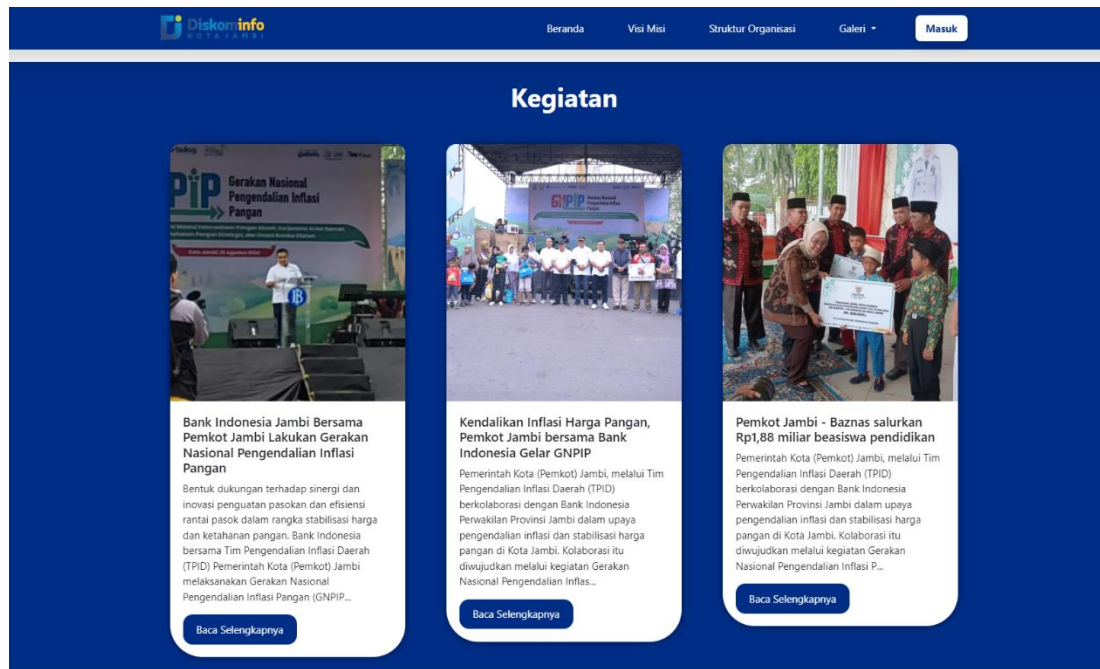 Diskominfo
KOTA JAMBI
Beranda
Visi Misi
Struktur Organisasi
Galeri
Masuk
Kegiatan
Gerakan Nasional
Pengendalian Inflasi
Pangan
GNPIP
Gerakan Nasional
Pengendalian Inflasi
Pangan
Bank Indonesia Jambi Bersama
Pemkot Jambi Lakukan Gerakan
Nasional Pengendalian Inflasi
Pangan
Bentuk dukungan terhadap sinergi dan
inovasi penguatan pasokan dan efisiensi
rantai pasok dalam rangka stabilisasi harga
dan ketahanan pangan. Bank Indonesia
bersama Tim Pengendalian Inflasi Daerah
(TPID) Pemerintah Kota (Pemkot) Jambi
melaksanakan Gerakan Nasional
Pengendalian Inflasi Pangan (GNPIP...
Baca Selengkapnya
Kendalikan Inflasi Harga Pangan,
Pemkot Jambi bersama Bank
Indonesia Gelar GNPIP
Pemerintah Kota (Pemkot) Jambi, melalui Tim
Pengendalian Inflasi Daerah (TPID)
berkolaborasi dengan Bank Indonesia
Perwakilan Provinsi Jambi dalam upaya
pengendalian inflasi dan stabilisasi harga
pangan di Kota Jambi. Kolaborasi itu
diwujudkan melalui kegiatan Gerakan
Nasional Pengendalian Inflas...
Baca Selengkapnya
Pemkot Jambi - Baznas salurkan
Rp1,88 miliar beasiswa pendidikan
Pemerintah Kota (Pemkot) Jambi, melalui Tim
Pengendalian Inflasi Daerah (TPID)
berkolaborasi dengan Bank Indonesia
Perwakilan Provinsi Jambi dalam upaya
pengendalian inflasi dan stabilisasi harga
pangan di Kota Jambi. Kolaborasi itu
diwujudkan melalui kegiatan Gerakan
Nasional Pengendalian Inflasi P...
Baca Selengkapnya